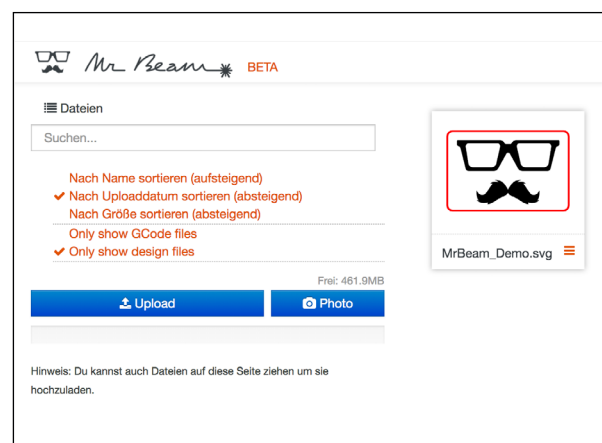 Mr Beam BETA
Dateien
Suchen...
Nach Name sortieren (aufsteigend)
Nach Uploaddatum sortieren (absteigend)
Nach Größe sortieren (absteigend)
Only show GCode files
Only show design files
Frei: 461.9MB
Upload
Photo
Hinweis: Du kannst auch Dateien auf diese Seite ziehen um sie
hochzuladen.
MrBeam_Demo.svg